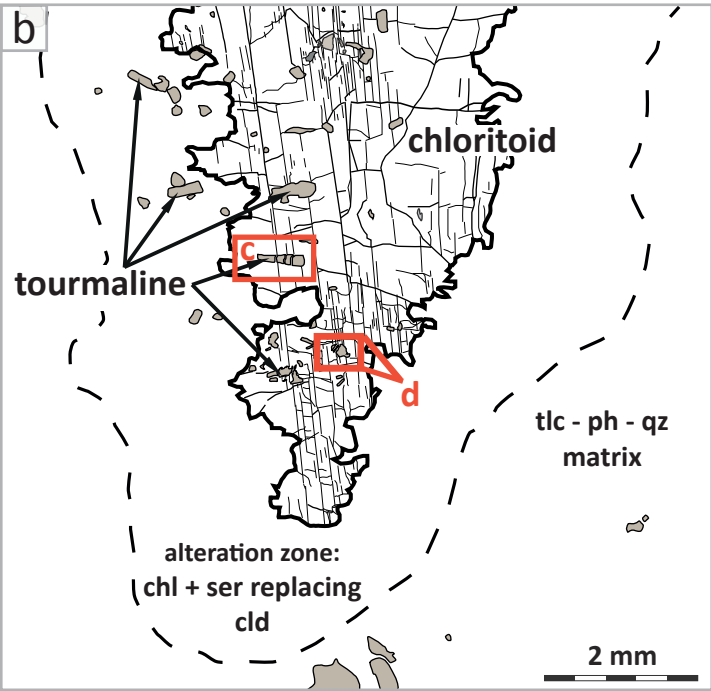 b
chloritoid
c
tourmaline
d
tlc - ph - qz
matrix
alteration zone:
chl + ser replacing
cld
2 mm